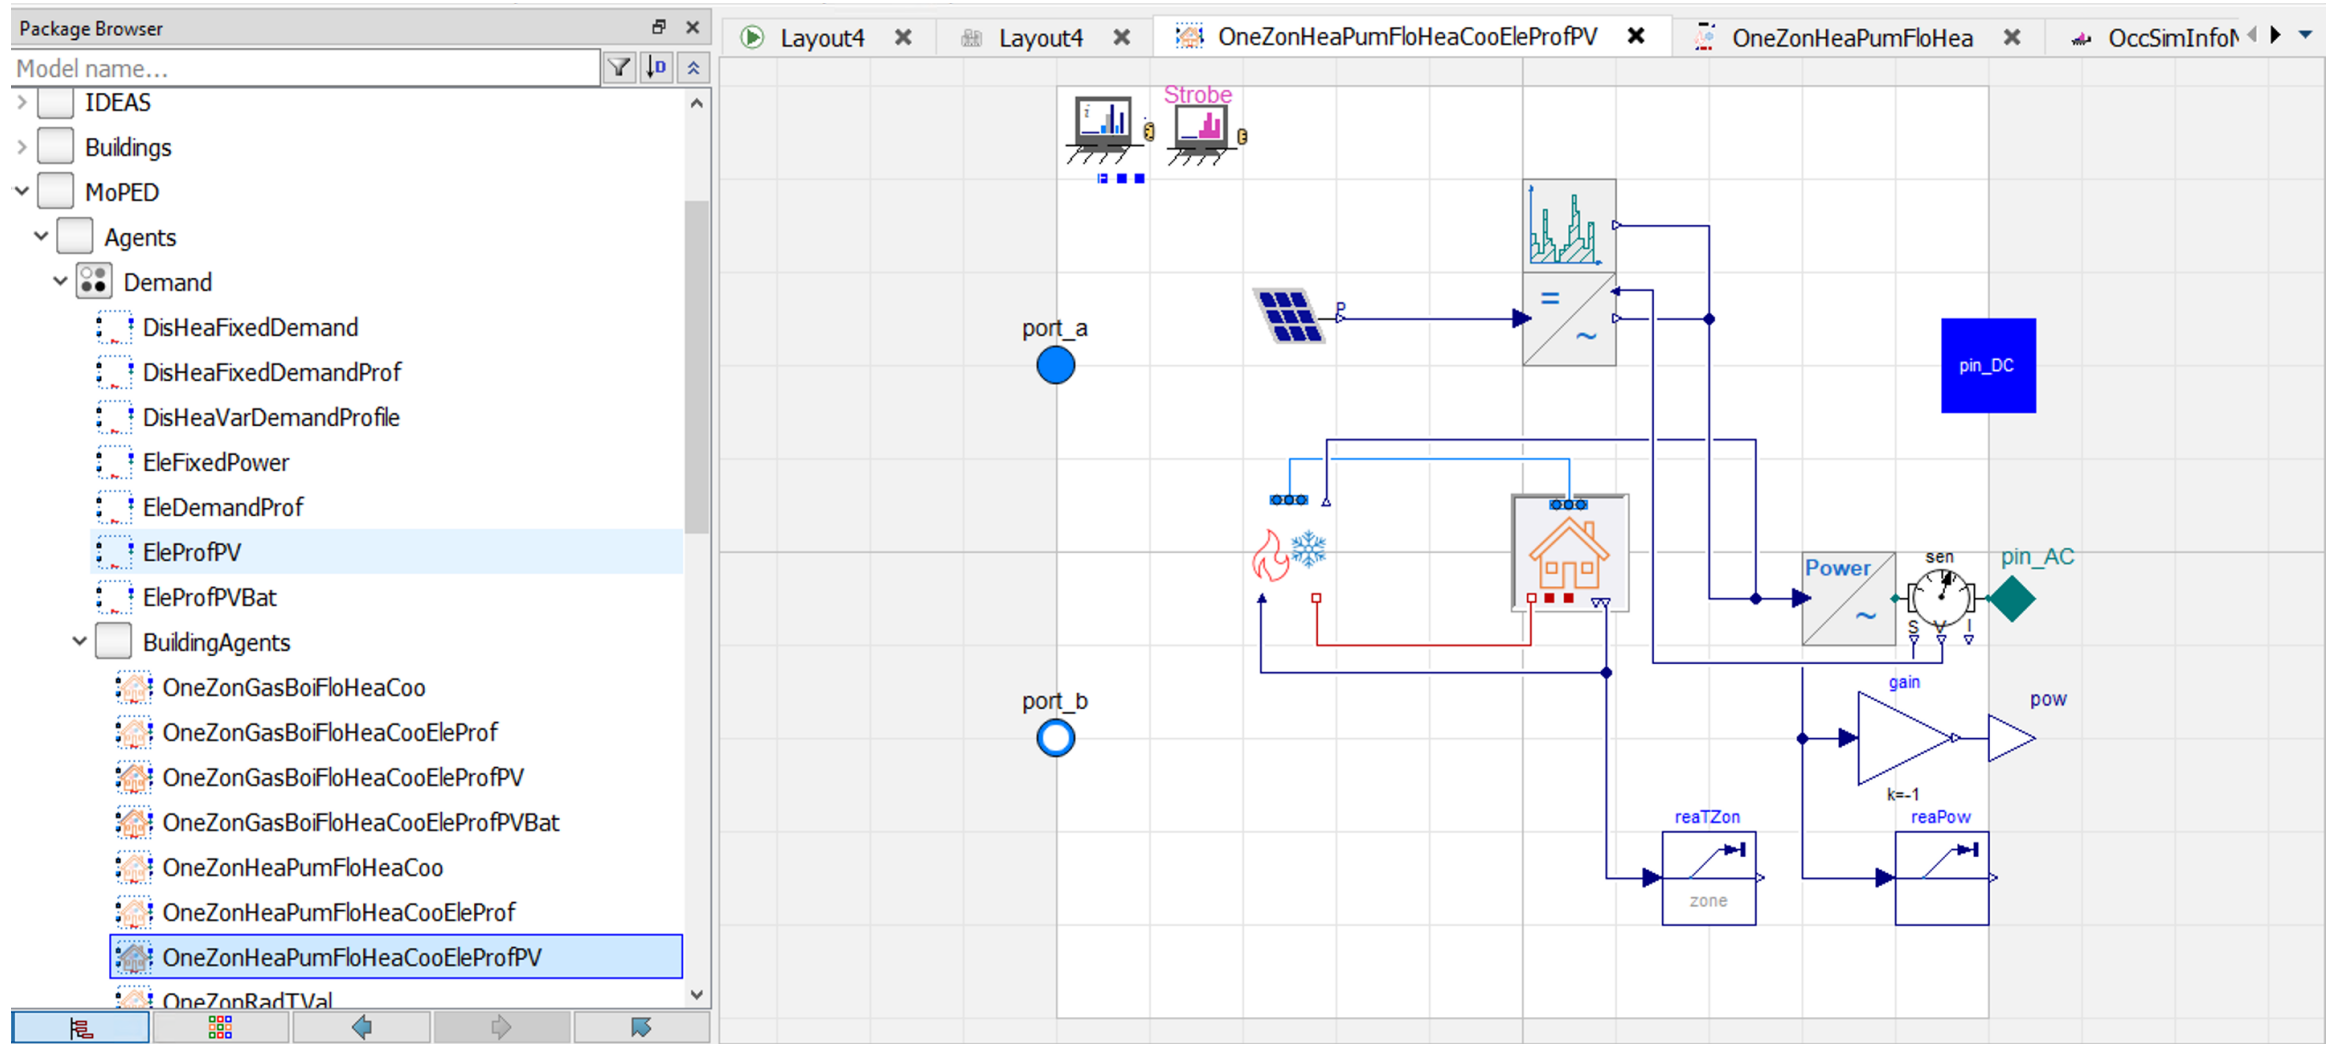 Package Browser
Model name...
IDEAS
Buildings
MoPED
Agents
Demand
DisHeaFixedDemand
DisHeaFixedDemandProf
DisHeaVarDemandProfile
EleFixedPower
EleDemandProf
EleProfPV
EleProfPVBat
BuildingAgents
OneZonGasBoiFloHeaCoo
OneZonGasBoiFloHeaCooEleProf
OneZonGasBoiFloHeaCooEleProfPV
OneZonGasBoiFloHeaCooEleProfPVBat
OneZonHeaPumFloHeaCoo
OneZonHeaPumFloHeaCooEleProf
OneZonHeaPumFloHeaCooEleProfPV
OneZonRadTVal
Layout4
Layout4
OneZonHeaPumFloHeaCooEleProfPV
OneZonHeaPumFloHea
OccSimInfo
Strobe
P
=
~
port_a
pin_DC
Power
~
sen
pin_AC
S V I
gain
pow
port_b
k=-1
reaTZon
reaPow
zone